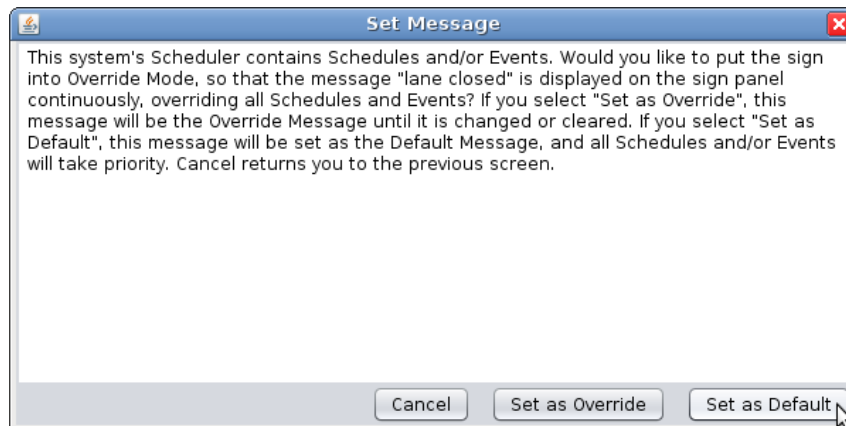 Set Message
This system's Scheduler contains Schedules and/or Events. Would you like to put the sign
into Override Mode, so that the message "lane closed" is displayed on the sign panel
continuously, overriding all Schedules and Events? If you select "Set as Override", this
message will be the Override Message until it is changed or cleared. If you select "Set as
Default", this message will be set as the Default Message, and all Schedules and/or Events
will take priority. Cancel returns you to the previous screen.
Cancel Set as Override Set as Default